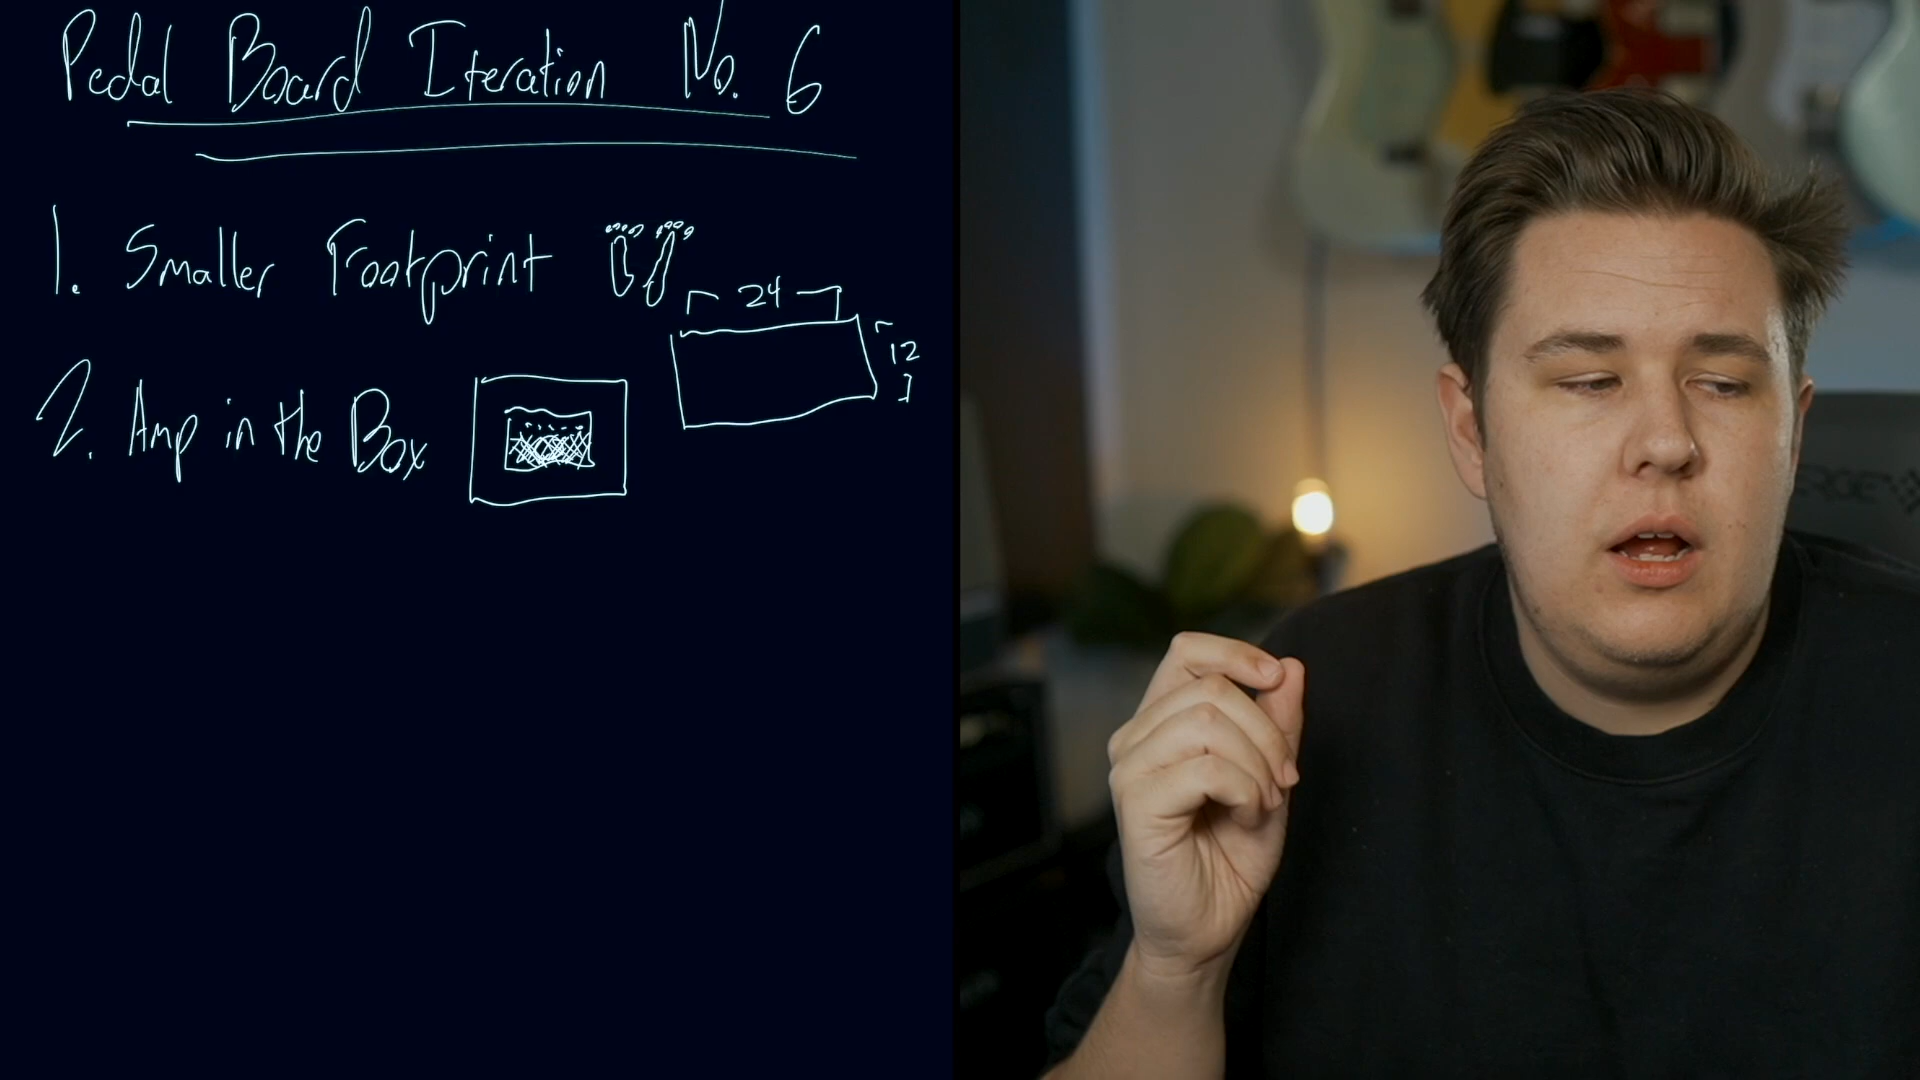 Pedal Board Iteration No. 6
1. Smaller Footprint
24
12
2. Amp in the Box